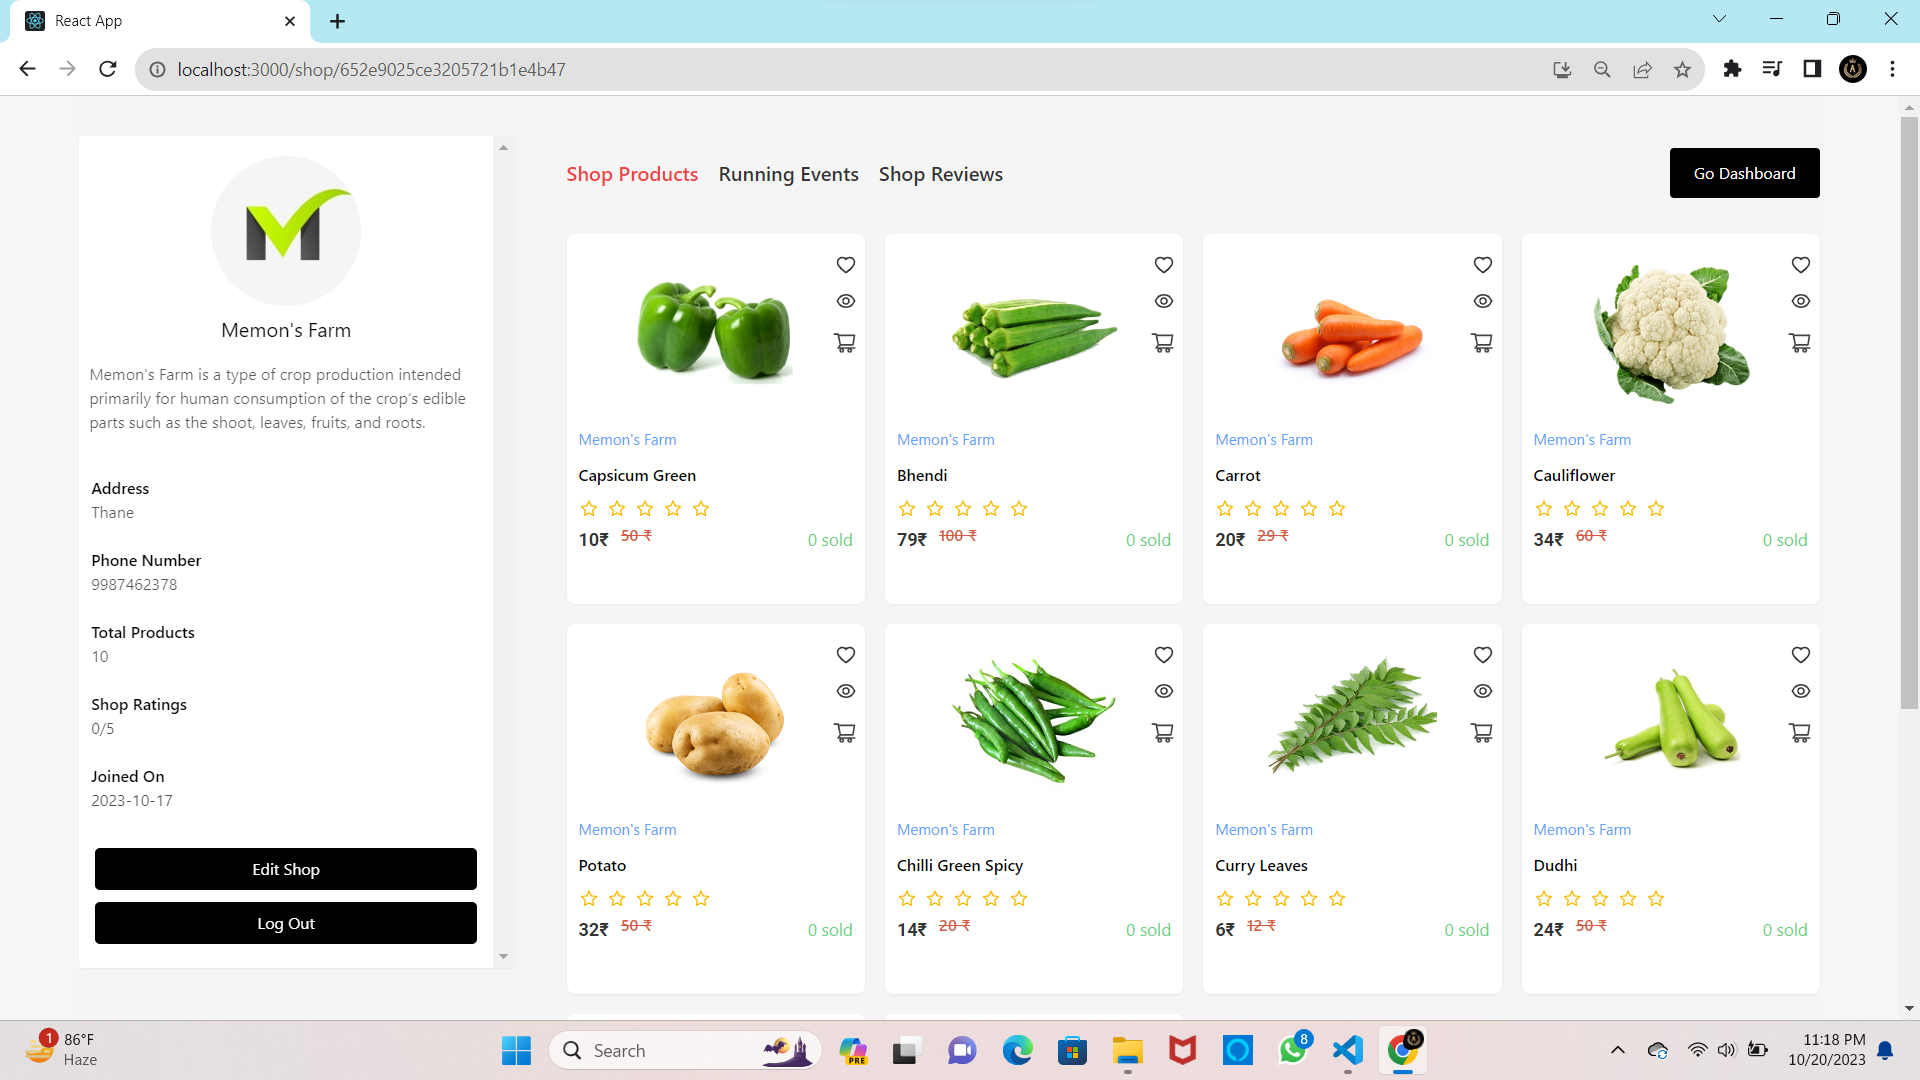 React App
localhost:3000/shop/652e9025ce3205721b1e4b47
M
Memon's Farm
Memon's Farm is a type of crop production intended
primarily for human consumption of the crop's edible
parts such as the shoot, leaves, fruits, and roots.
Address
Thane
Phone Number
9987462378
Total Products
10
Shop Ratings
0/5
Joined On
2023-10-17
Edit Shop
Log Out
Shop Products Running Events Shop Reviews
Go Dashboard
Memon's Farm
Capsicum Green
10₹ 50 ₹ 0 sold
Memon's Farm
Bhendi
79₹ 100 ₹ 0 sold
Memon's Farm
Carrot
20₹ 29 ₹ 0 sold
Memon's Farm
Cauliflower
34₹ 60 ₹ 0 sold
Memon's Farm
Potato
32₹ 50 ₹ 0 sold
Memon's Farm
Chilli Green Spicy
14₹ 20 ₹ 0 sold
Memon's Farm
Curry Leaves
6₹ 12 ₹ 0 sold
Memon's Farm
Dudhi
24₹ 50 ₹ 0 sold
1
86°F
Haze
Search
PRE
8
11:18 PM
10/20/2023